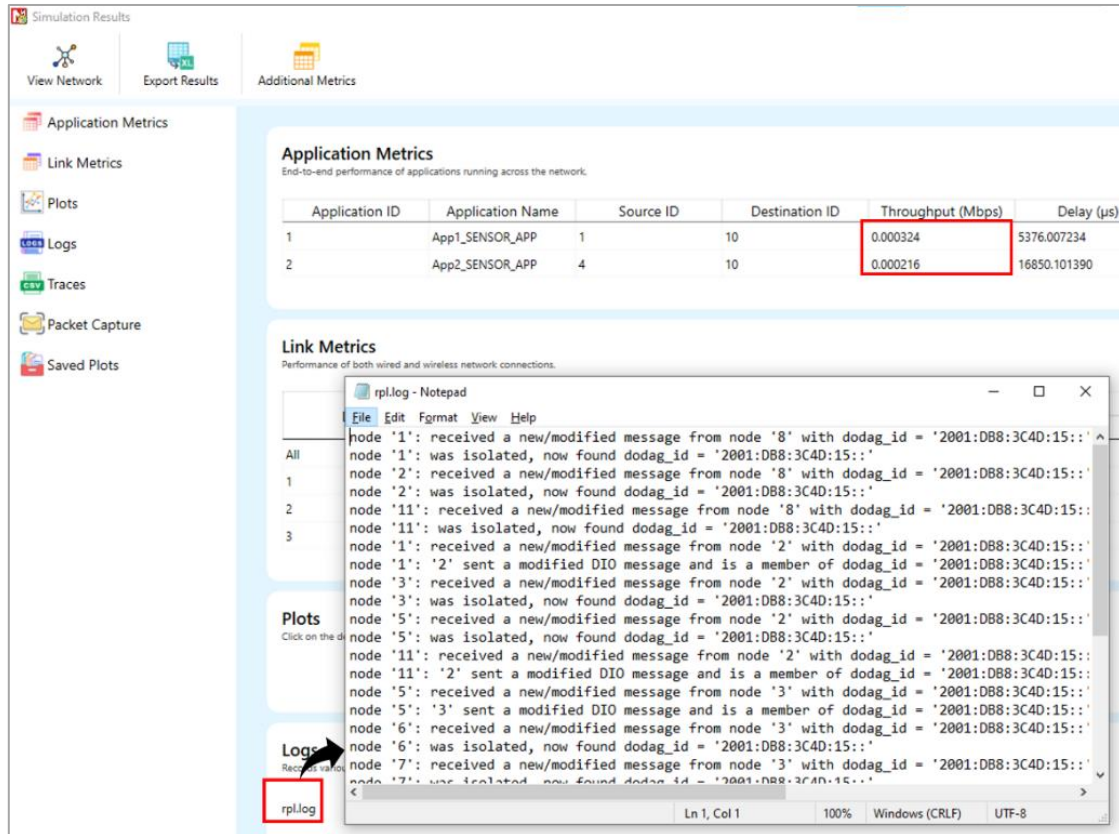 Simulation Results
View Network
Export Results
Additional Metrics
Application Metrics
Link Metrics
Plots
LOGS Logs
CSV Traces
Packet Capture
Saved Plots
Application Metrics
End-to-end performance of applications running across the network.
Application ID Application Name Source ID Destination ID Throughput (Mbps) Delay (μs)
1 App1_SENSOR_APP 1 10 0.000324 5376.007234
2 App2_SENSOR_APP 4 10 0.000216 16850.101390
Link Metrics
Performance of both wired and wireless network connections.
All
1
2
3
Plots
Click on the
Logs
Records
rpl.log
rpl.log - Notepad
File Edit Format View Help
node '1': received a new/modified message from node '8' with dodag_id = '2001:DB8:3C4D:15::'
node '1': was isolated, now found dodag_id = '2001:DB8:3C4D:15::'
node '2': received a new/modified message from node '8' with dodag_id = '2001:DB8:3C4D:15::'
node '2': was isolated, now found dodag_id = '2001:DB8:3C4D:15::'
node '11': received a new/modified message from node '8' with dodag_id = '2001:DB8:3C4D:15::
node '11': was isolated, now found dodag_id = '2001:DB8:3C4D:15::'
node '1': received a new/modified message from node '2' with dodag_id = '2001:DB8:3C4D:15::'
node '1': '2' sent a modified DIO message and is a member of dodag_id = '2001:DB8:3C4D:15::'
node '3': received a new/modified message from node '2' with dodag_id = '2001:DB8:3C4D:15::'
node '3': was isolated, now found dodag_id = '2001:DB8:3C4D:15::'
node '5': received a new/modified message from node '2' with dodag_id = '2001:DB8:3C4D:15::'
node '5': was isolated, now found dodag_id = '2001:DB8:3C4D:15::'
node '11': received a new/modified message from node '2' with dodag_id = '2001:DB8:3C4D:15::
node '11': '2' sent a modified DIO message and is a member of dodag_id = '2001:DB8:3C4D:15::
node '5': received a new/modified message from node '3' with dodag_id = '2001:DB8:3C4D:15::'
node '5': '3' sent a modified DIO message and is a member of dodag_id = '2001:DB8:3C4D:15::'
node '6': received a new/modified message from node '3' with dodag_id = '2001:DB8:3C4D:15::'
node '6': was isolated, now found dodag_id = '2001:DB8:3C4D:15::'
node '7': received a new/modified message from node '3' with dodag_id = '2001:DB8:3C4D:15::'
node '7': was isolated, now found dodag_id = '2001:DB8:3C4D:15::'
Ln 1, Col 1 100% Windows (CRLF) UTF-8